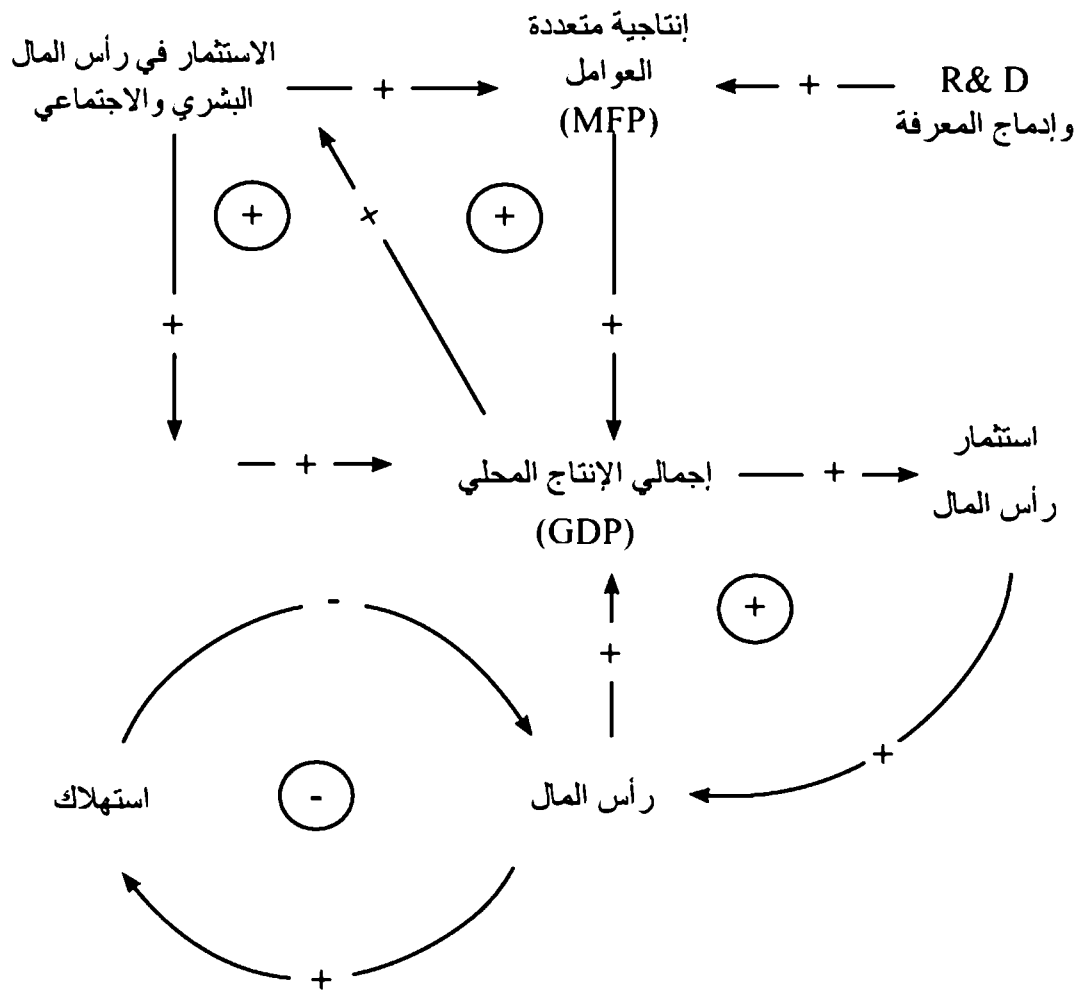 إنتاجية متعددة
العوامل
(MFP)
الاستثمار في رأس المال
البشري والاجتماعي
+
+
R& D
وإدماج المعرفة
+
+
+
+
+
+
إجمالي الإنتاج المحلي
(GDP)
+
استثمار
رأس المال
-
+
+
+
استهلاك
-
رأس المال
+
+